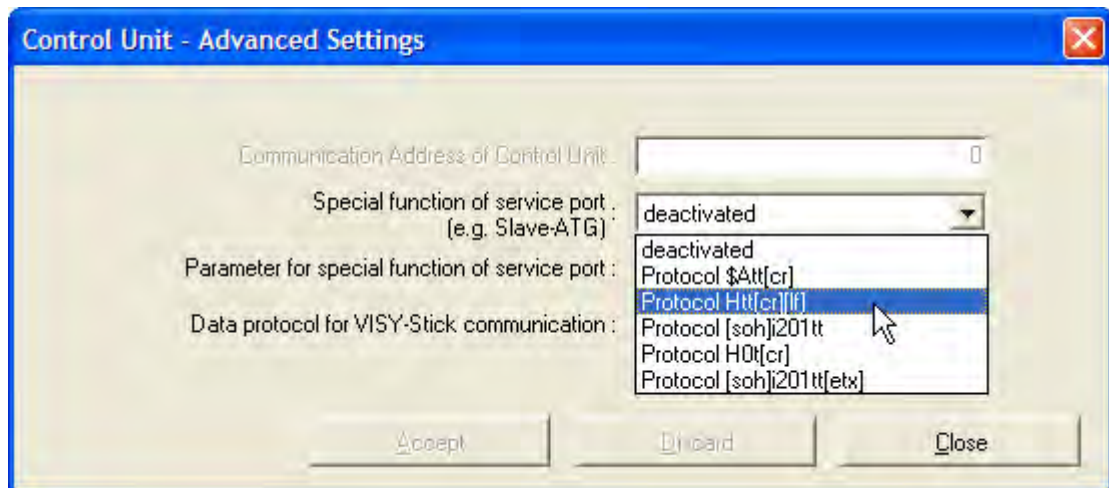 Control Unit - Advanced Settings
Communication Address of Control Unit :
0
Special function of service port :
(e.g. Slave-ATG)
deactivated
deactivated
Protocol $Att[cr]
Protocol Htt[cr][lf]
Protocol [soh]i201tt
Protocol H0t[cr]
Protocol [soh]i201tt[etx]
Parameter for special function of service port :
Data protocol for VISY-Stick communication :
Accept
Discard
Close